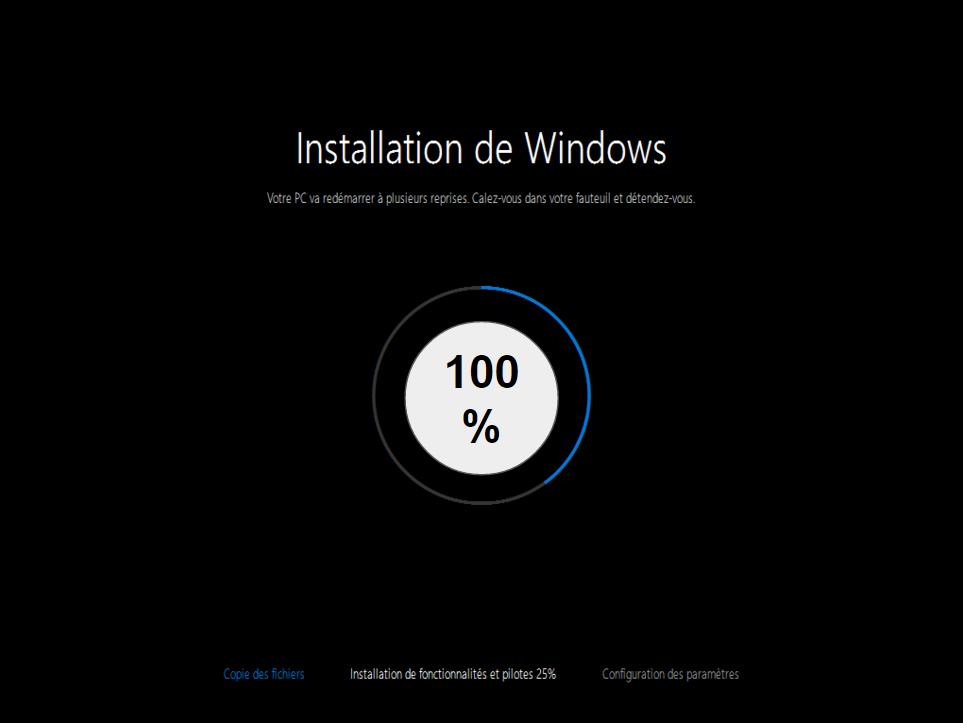 Installation de Windows
Votre PC va redémarrer à plusieurs reprises. Calez-vous dans votre fauteuil et détendez-vous.
100
%
Copie des fichiers
Installation de fonctionnalités et pilotes 25%
Configuration des paramètres